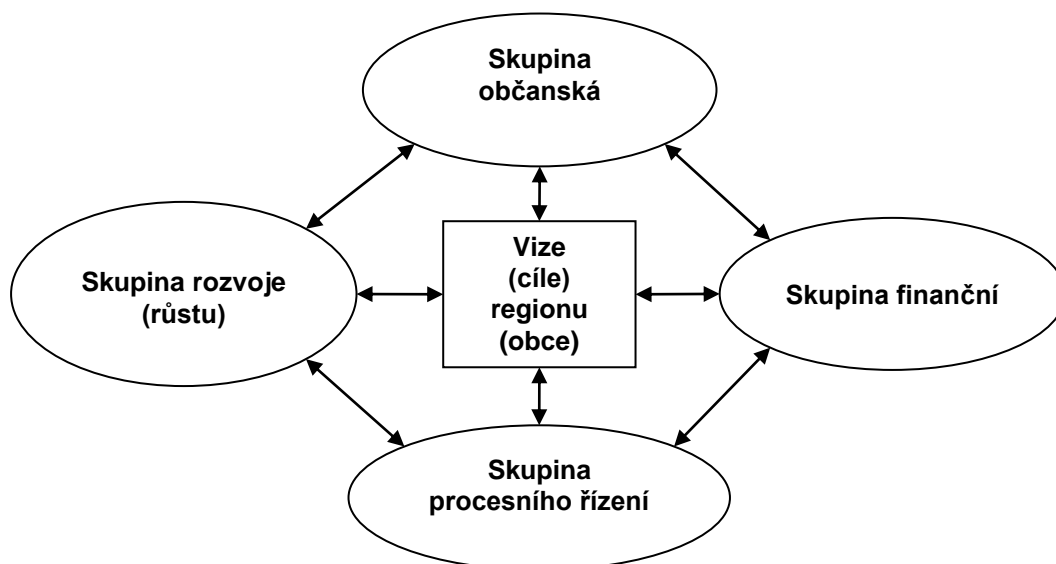 Skupina
občanská
Skupina rozvoje
(růstu)
Vize
(cíle)
regionu
(obce)
Skupina finanční
Skupina
procesního řízení